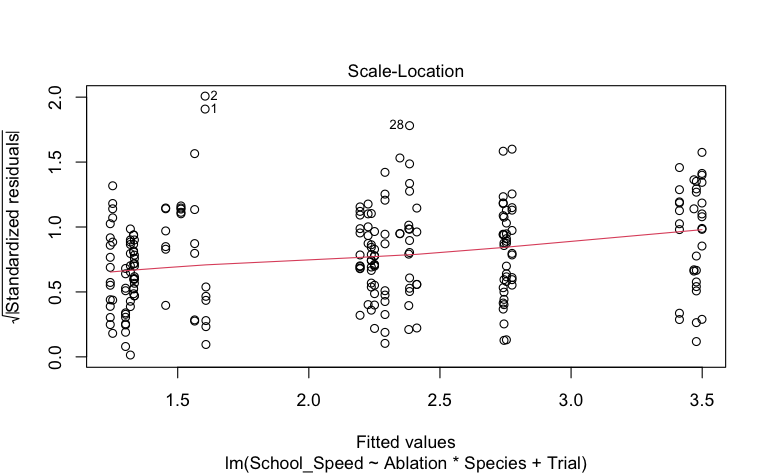 Scale-Location
√|Standardized residuals|
0.0 0.5 1.0 1.5 2.0
2
1
28
1.5 2.0 2.5 3.0 3.5
Fitted values
lm(School_Speed ~ Ablation * Species + Trial)